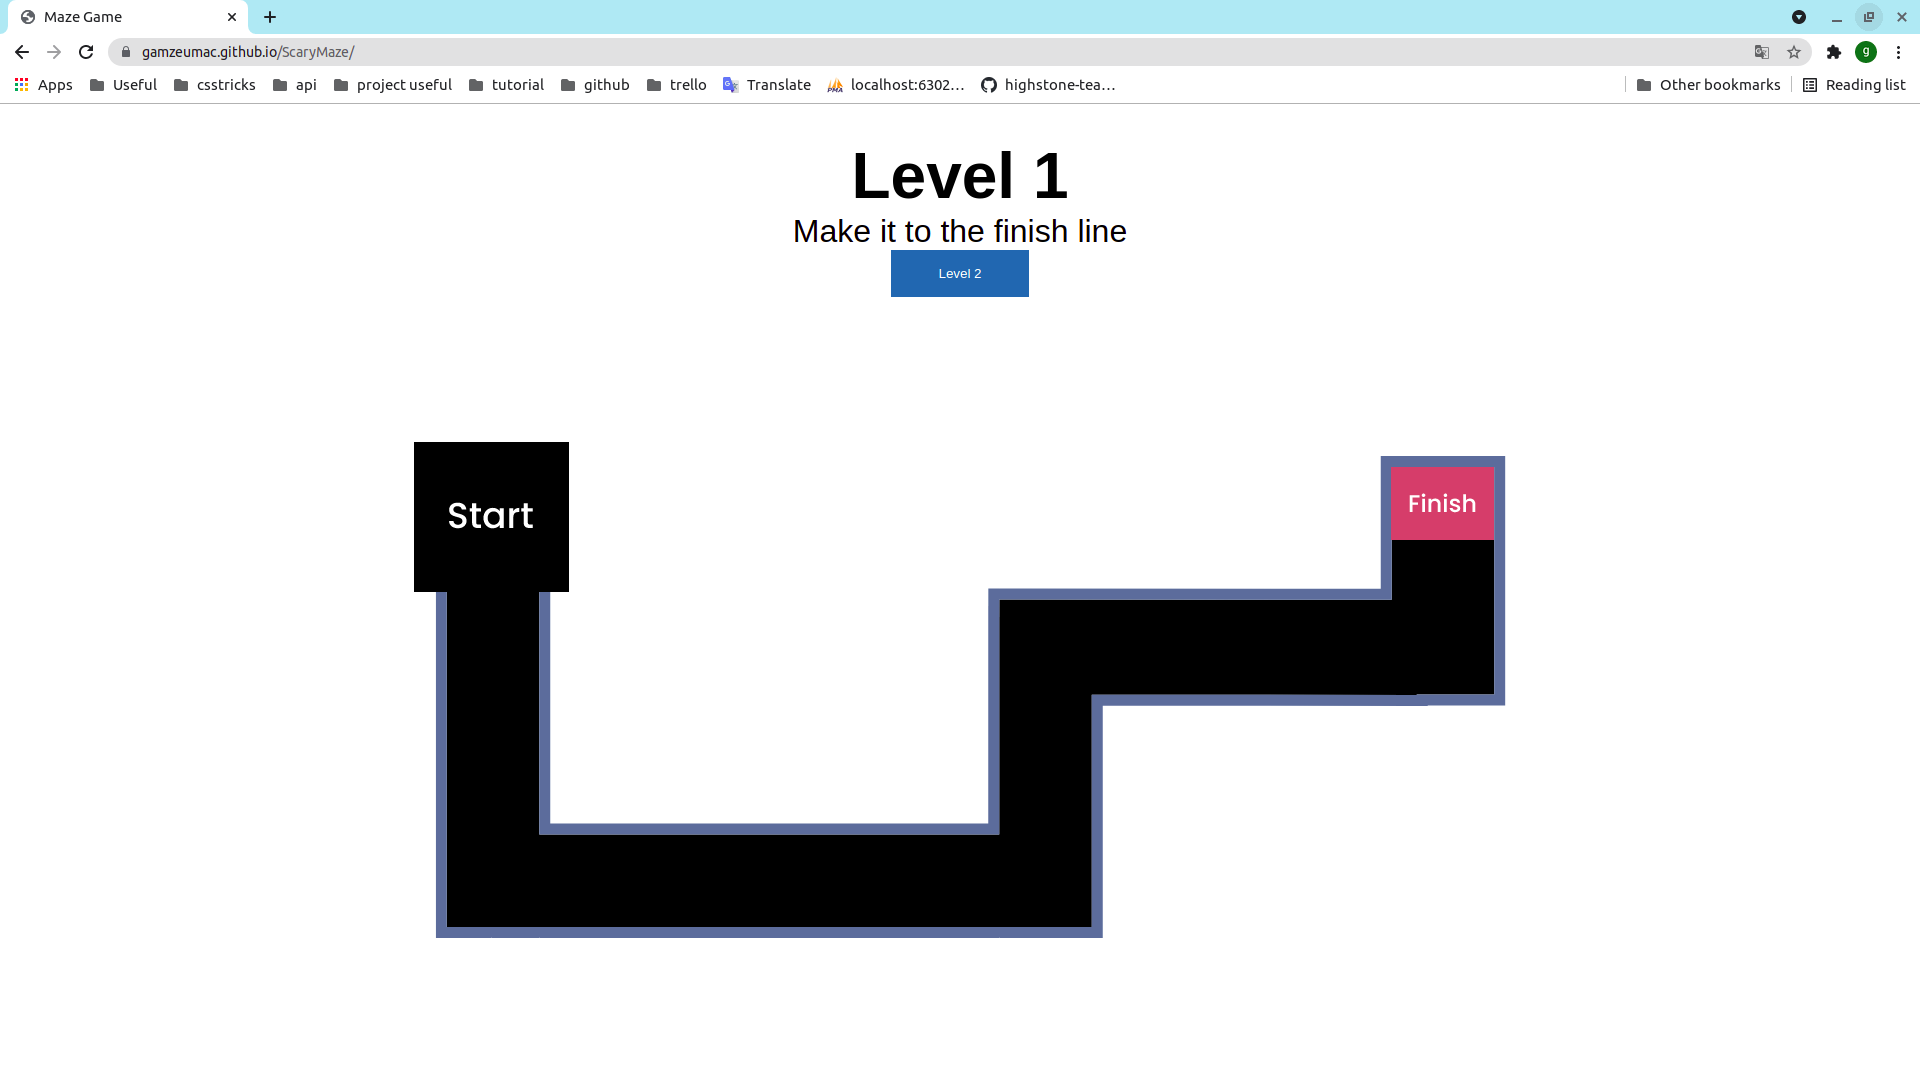 Maze Game
gamzeumac.github.io/ScaryMaze/
g
Apps Useful csstricks api project useful tutorial github trello Translate localhost:6302... highstone-tea... Other bookmarks Reading list
Level 1
Make it to the finish line
Level 2
Start
Finish